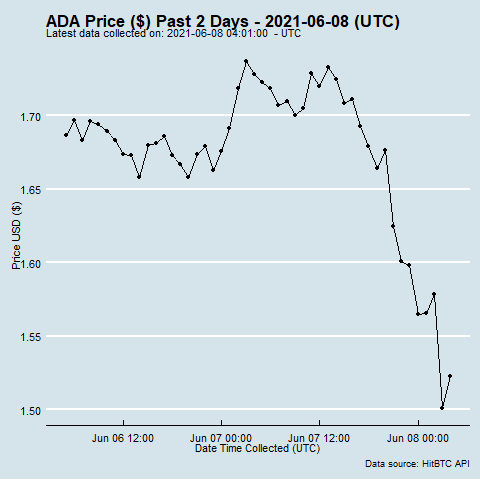 ADA Price ($) Past 2 Days - 2021-06-08 (UTC)
Latest data collected on: 2021-06-08 04:01:00  - UTC
1.70
1.65
1.60
1.55
1.50
Price USD ($)
Jun 06 12:00
Jun 07 00:00
Jun 07 12:00
Jun 08 00:00
Date Time Collected (UTC)
Data source: HitBTC API